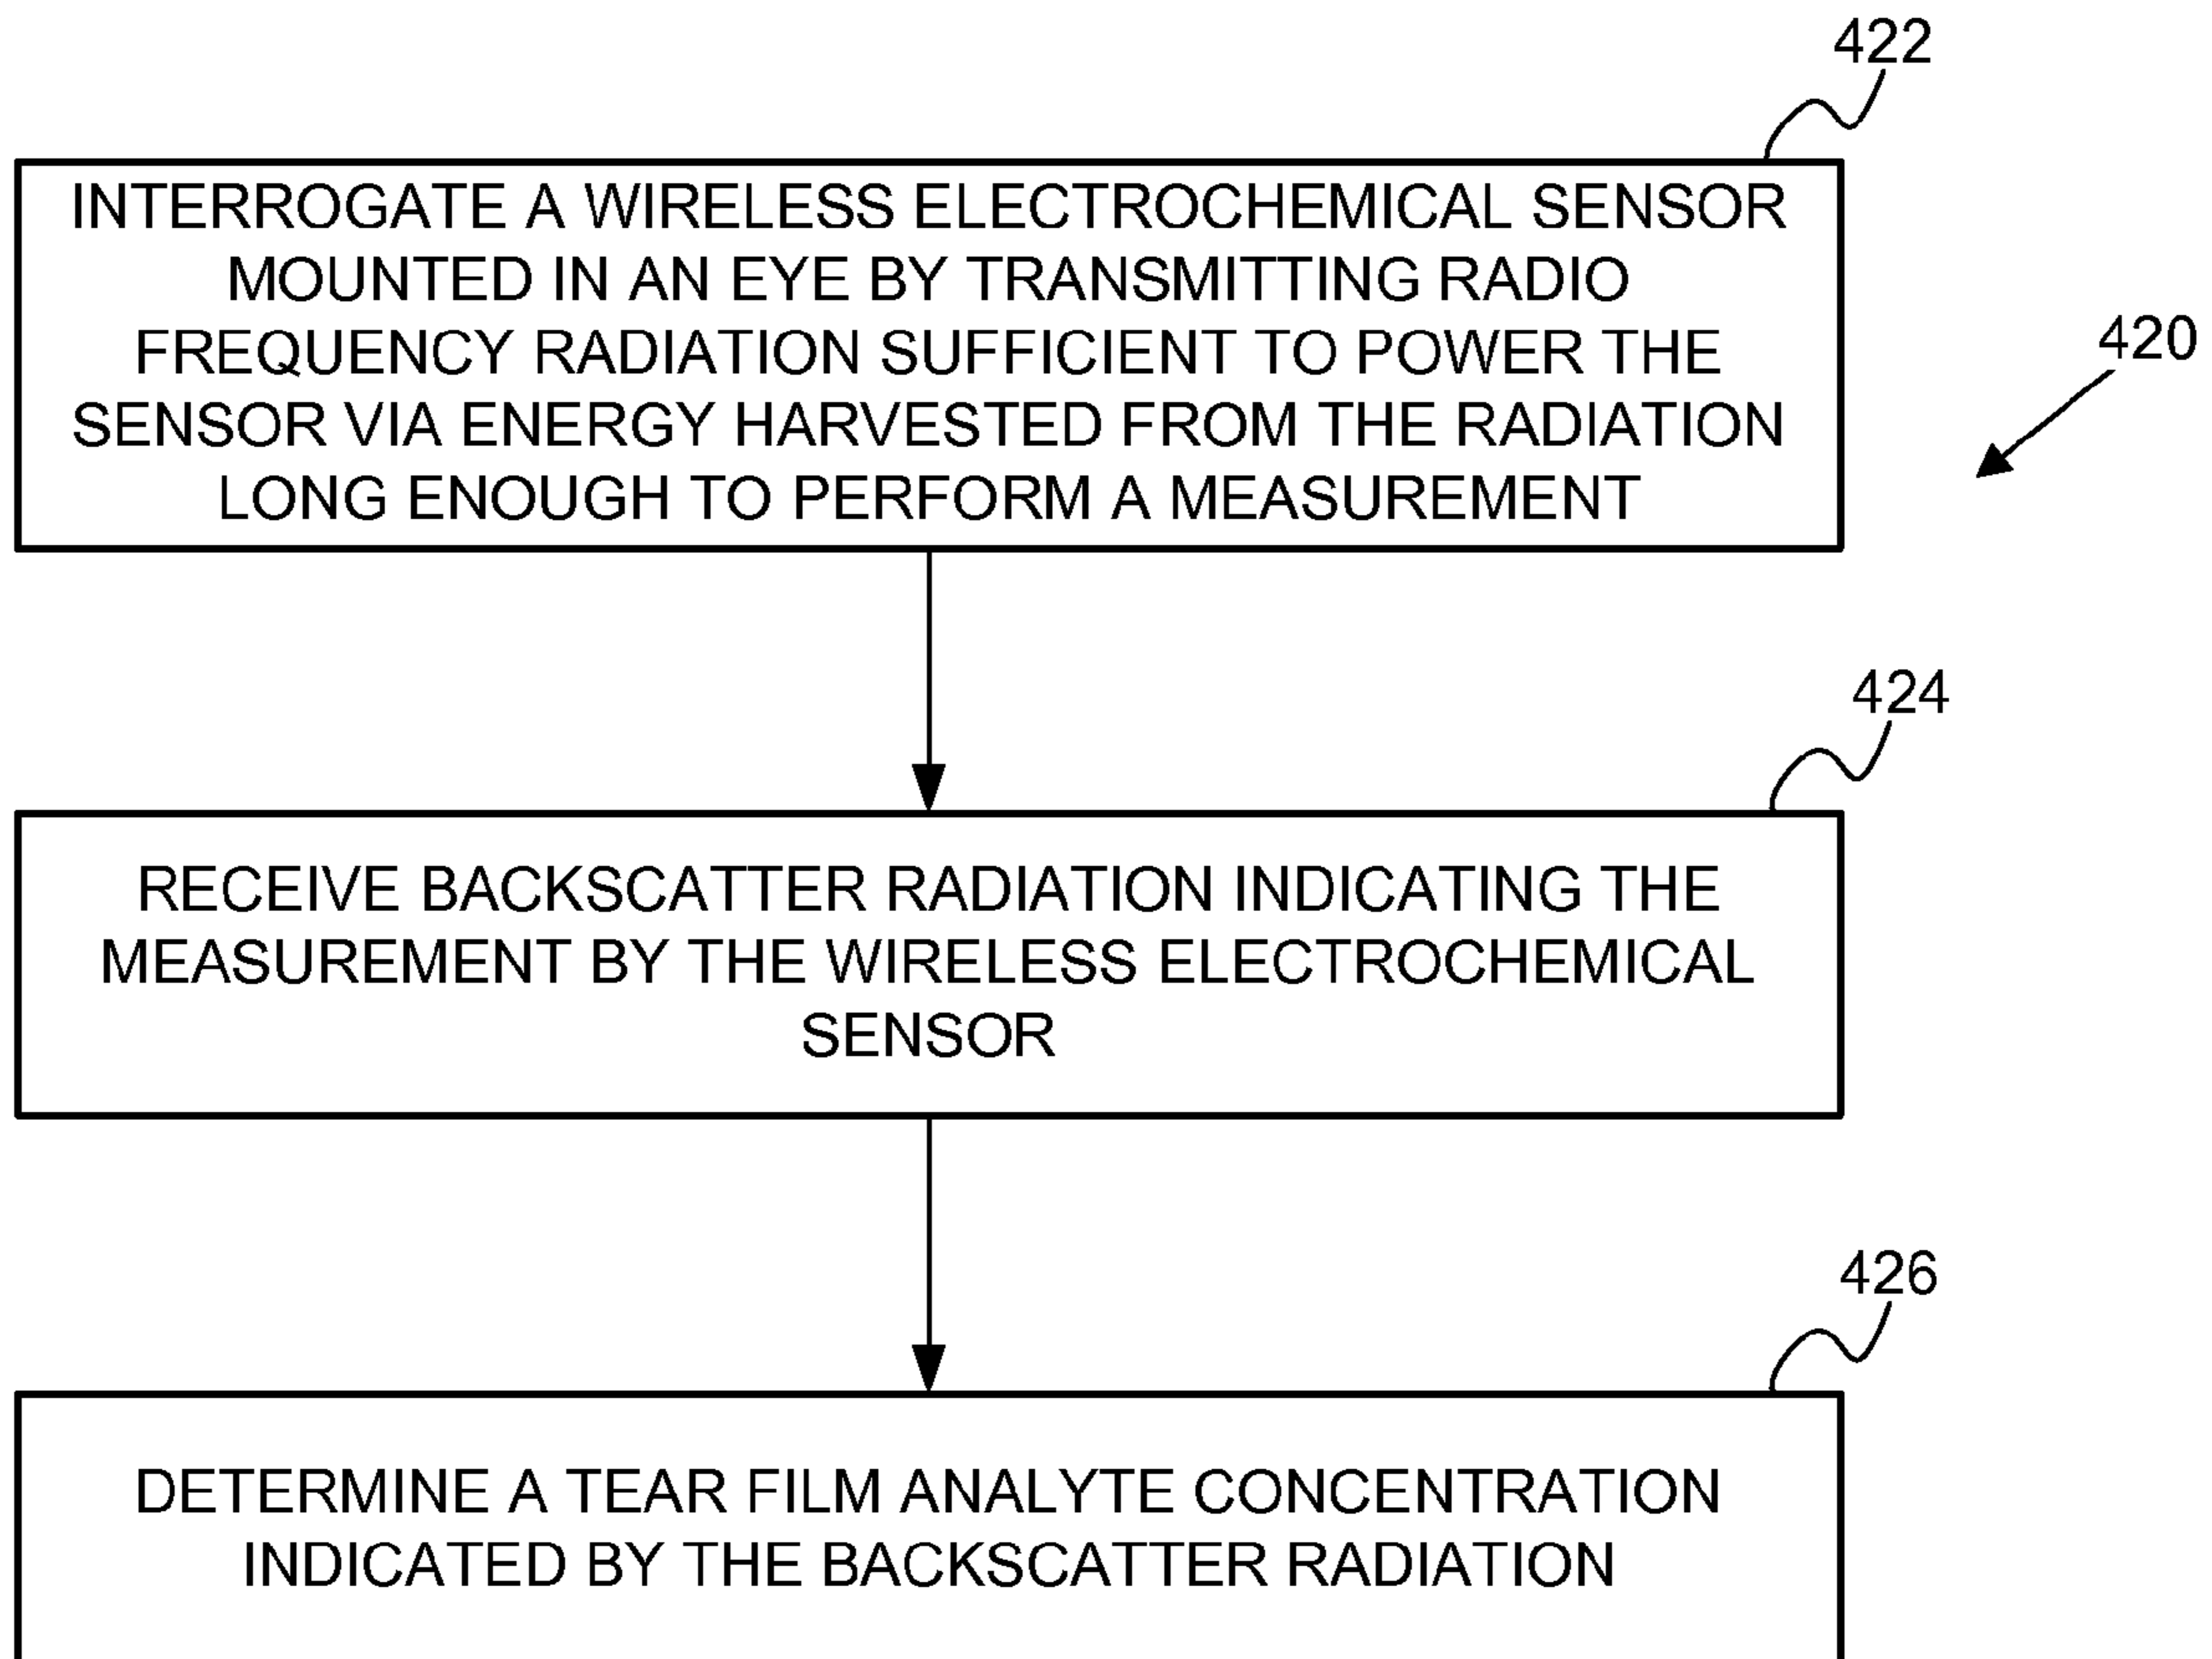 422
INTERROGATE A WIRELESS ELECTROCHEMICAL SENSOR
MOUNTED IN AN EYE BY TRANSMITTING RADIO
FREQUENCY RADIATION SUFFICIENT TO POWER THE
SENSOR VIA ENERGY HARVESTED FROM THE RADIATION
LONG ENOUGH TO PERFORM A MEASUREMENT
420
424
RECEIVE BACKSCATTER RADIATION INDICATING THE
MEASUREMENT BY THE WIRELESS ELECTROCHEMICAL
SENSOR
426
DETERMINE A TEAR FILM ANALYTE CONCENTRATION
INDICATED BY THE BACKSCATTER RADIATION